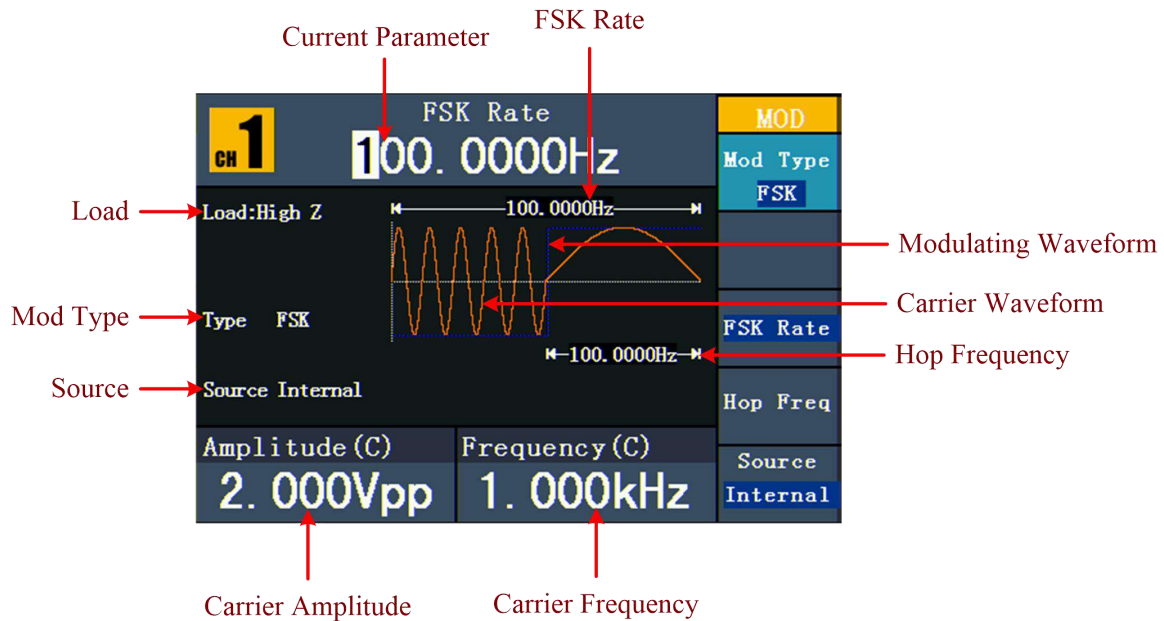 FSK Rate
Current Parameter
CH 1
FSK Rate
100.0000Hz
MOD
Mod Type
FSK
Load
Load:High Z
100.0000Hz
Modulating Waveform
Carrier Waveform
Mod Type
Type FSK
FSK Rate
100.0000Hz
Hop Frequency
Source
Source Internal
Hop Freq
Amplitude(C)
Frequency(C)
Source
Internal
2.000Vpp
1.000kHz
Carrier Amplitude
Carrier Frequency